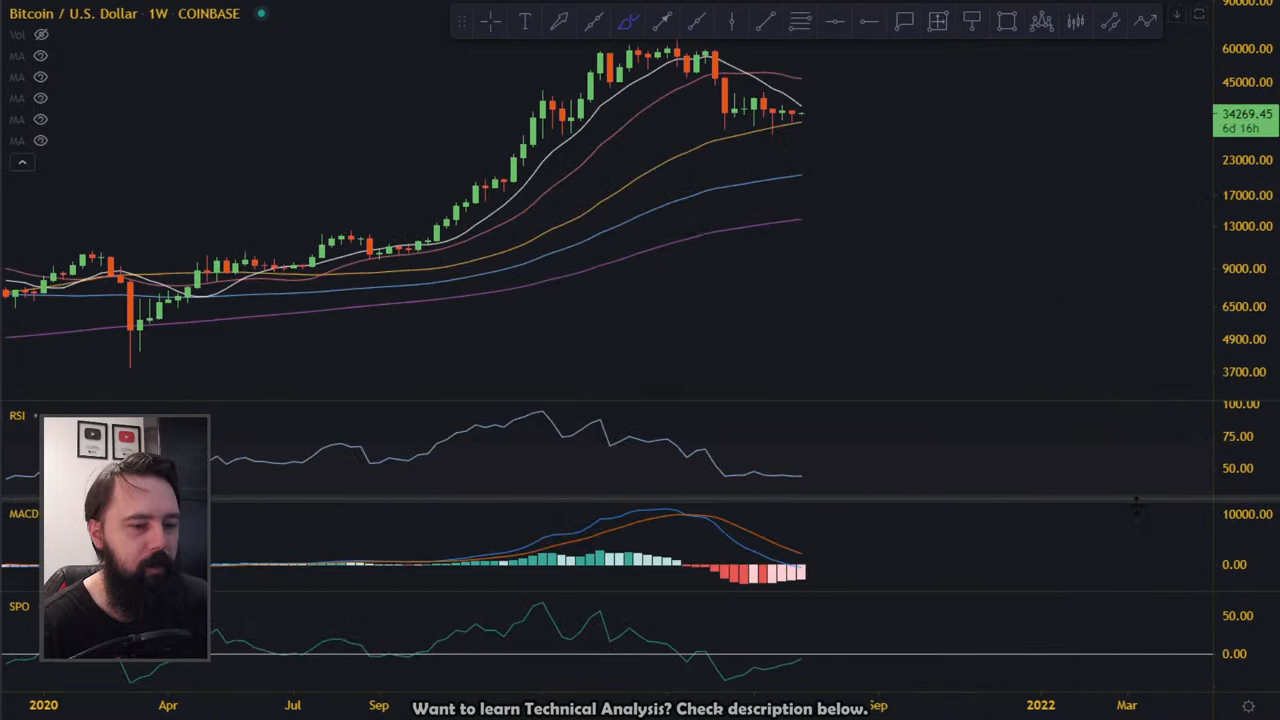 Bitcoin / U.S. Dollar · 1W · COINBASE
Vol
MA
MA
MA
MA
MA
90000.00
60000.00
45000.00
34269.45
6d 16h
23000.00
17000.00
13000.00
9000.00
6500.00
4900.00
3700.00
RSI
100.00
75.00
50.00
MACD
10000.00
0.00
SPO
50.00
0.00
2020 Apr Jul Sep Sep 2022 Mar
Want to learn Technical Analysis? Check description below.